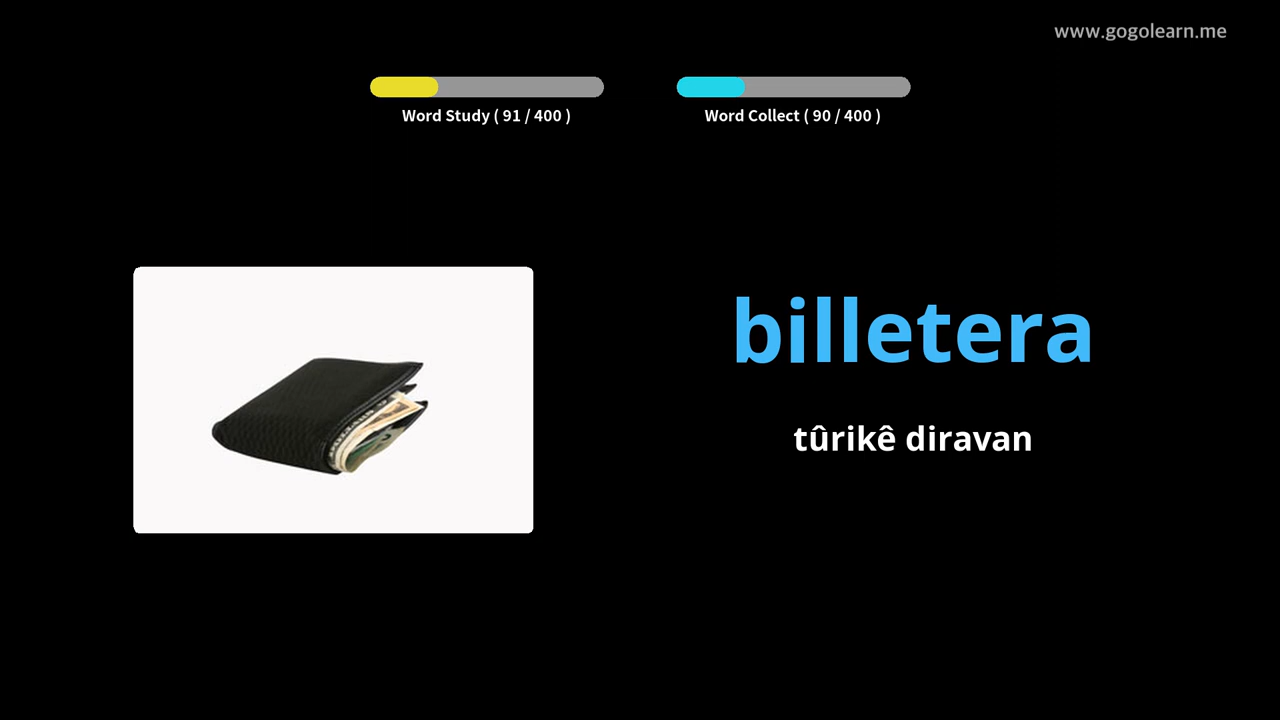 www.gogolearn.me
Word Study ( 91 / 400 )
Word Collect ( 90 / 400 )
billetera
tûrikê diravan